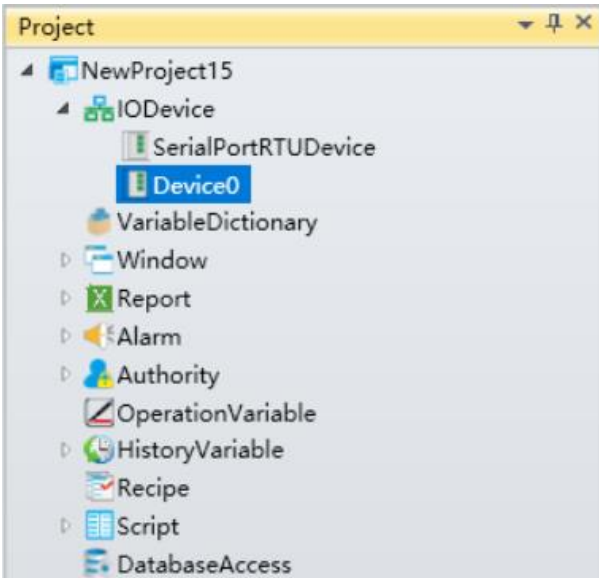 Project
NewProject15
IODevice
SerialPortRTUDevice
Device0
VariableDictionary
Window
Report
Alarm
Authority
OperationVariable
HistoryVariable
Recipe
Script
DatabaseAccess